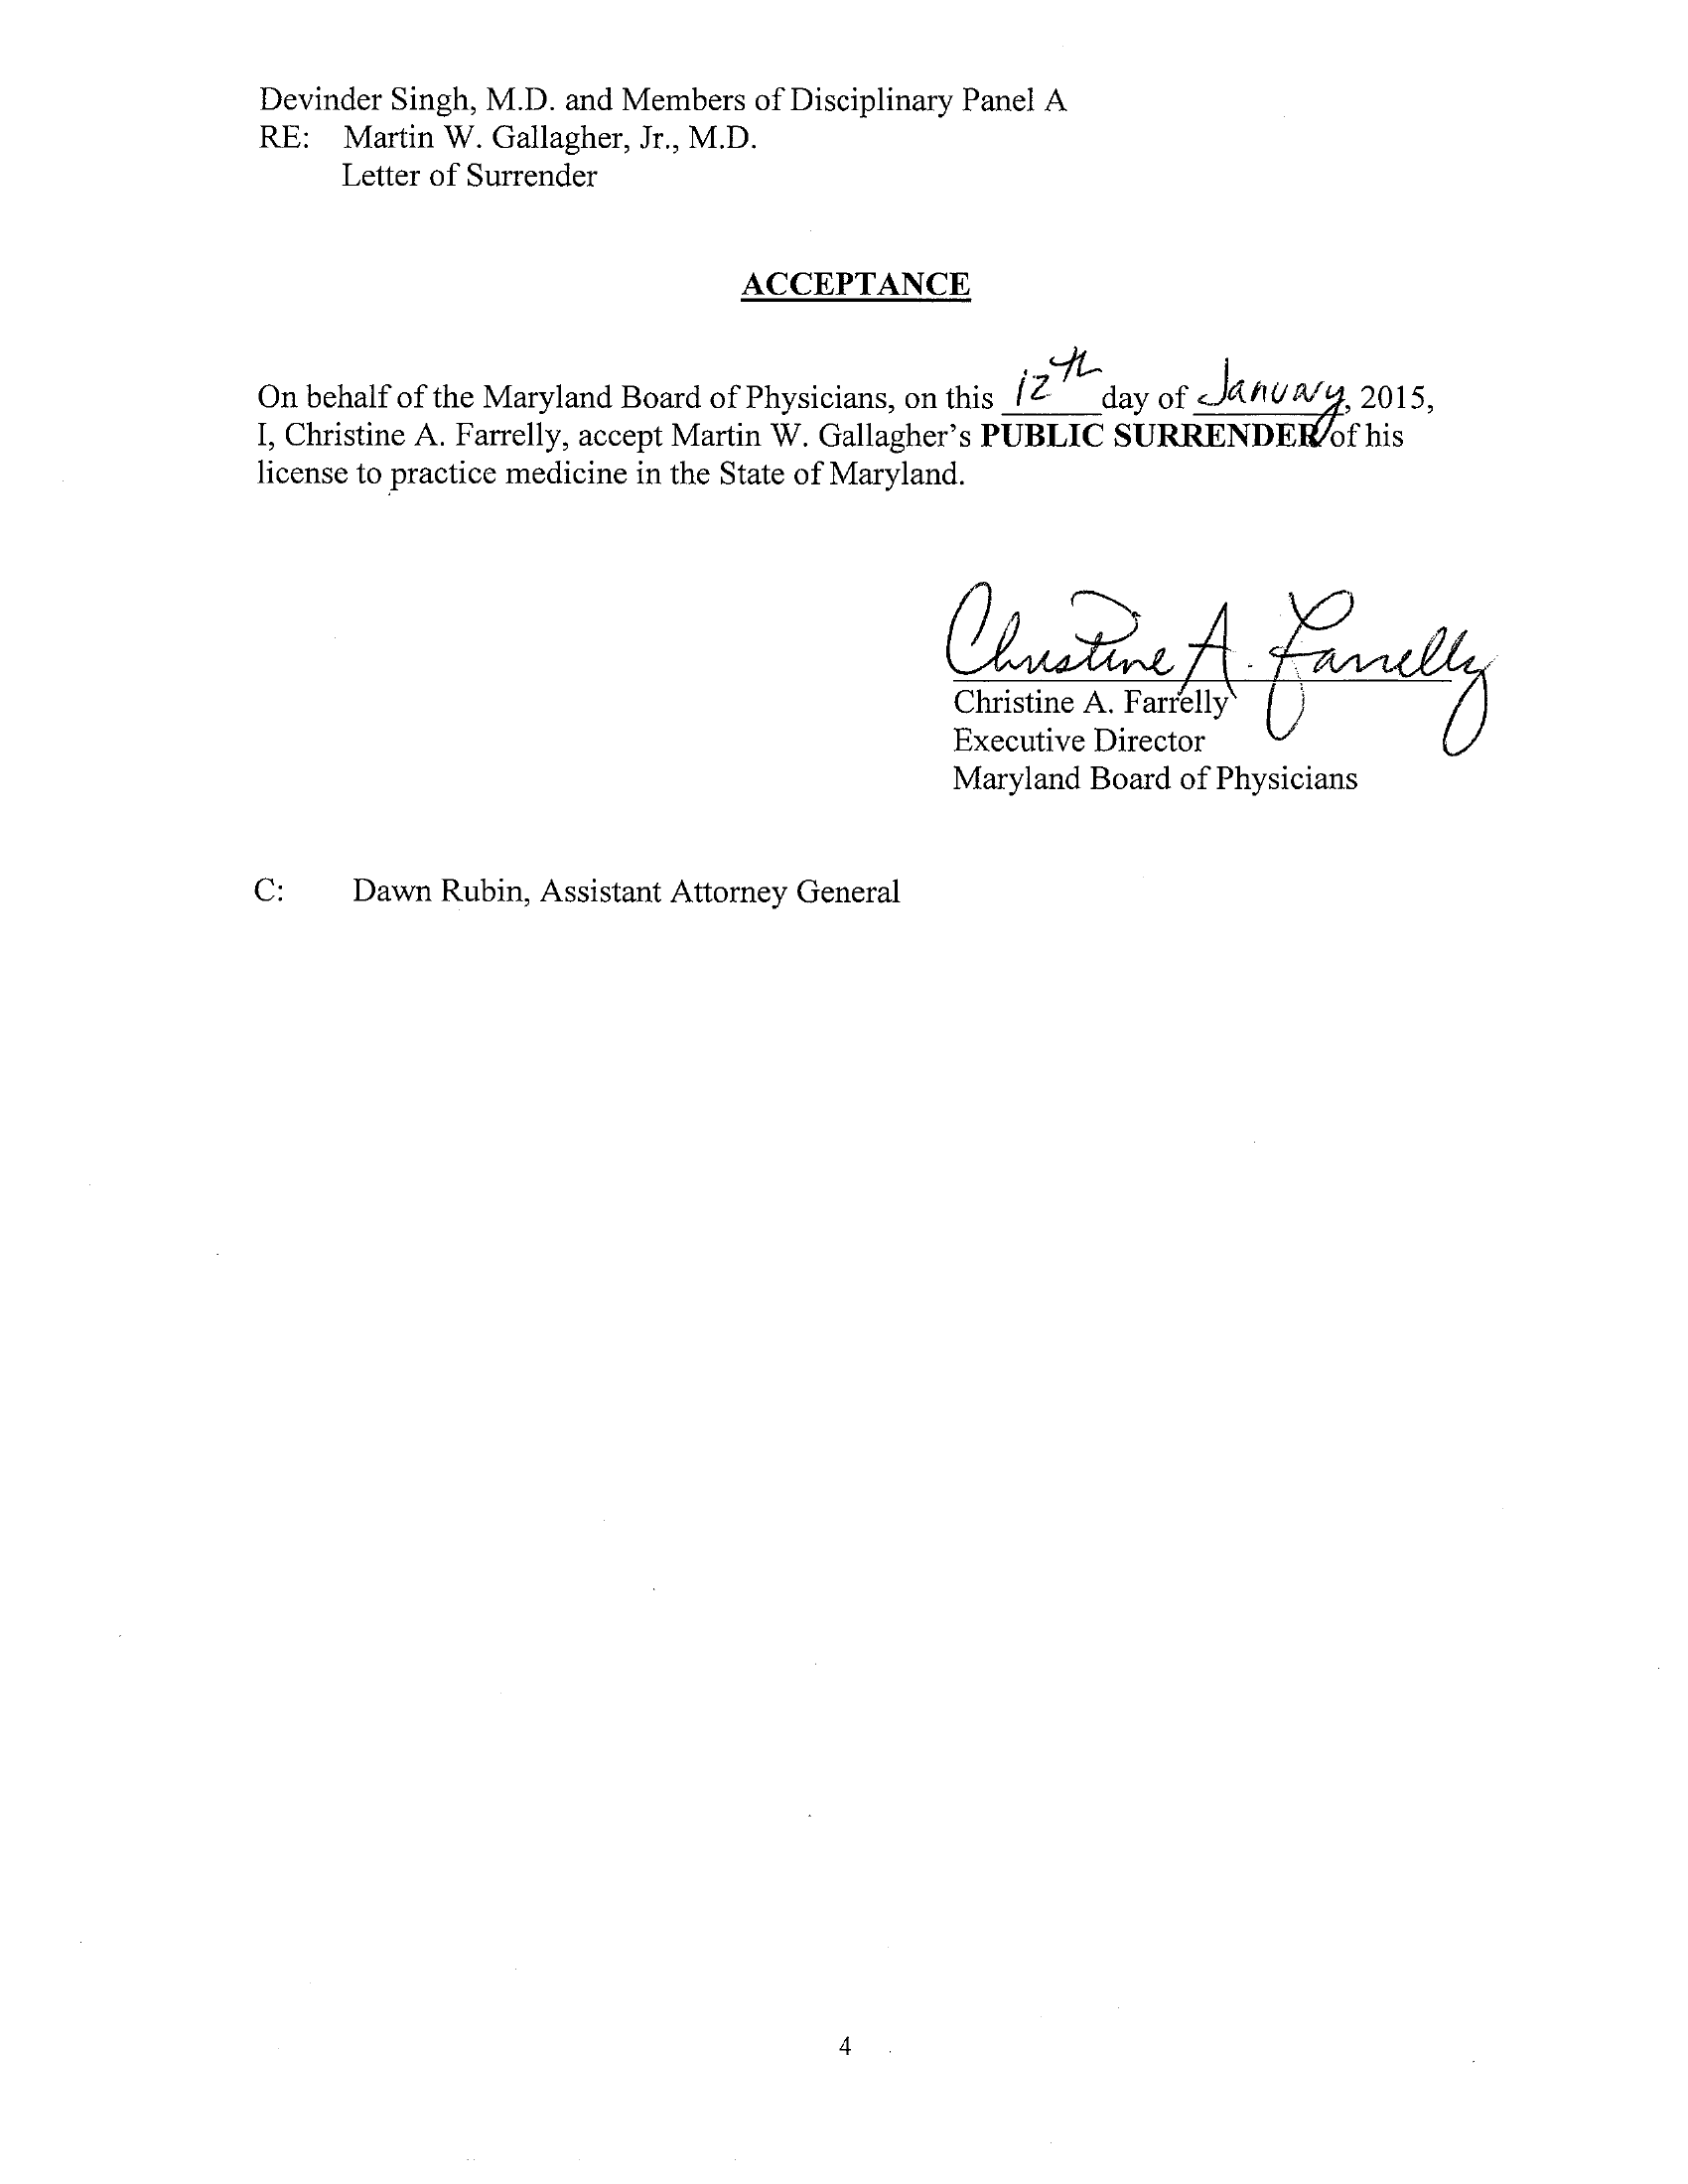 Devinder Singh, M.D. and Members of Disciplinary Panel A
RE: Martin W. Gallagher, Jr., M.D.
Letter of Surrender
ACCEPTANCE
On behalf of the Maryland Board of Physicians, on this 12th day of January, 2015,
I, Christine A. Farrelly, accept Martin W. Gallagher's PUBLIC SURRENDER of his
license to practice medicine in the State of Maryland.
Christine A. Farrelly
Christine A. Farrelly
Executive Director
Maryland Board of Physicians
C: Dawn Rubin, Assistant Attorney General
4